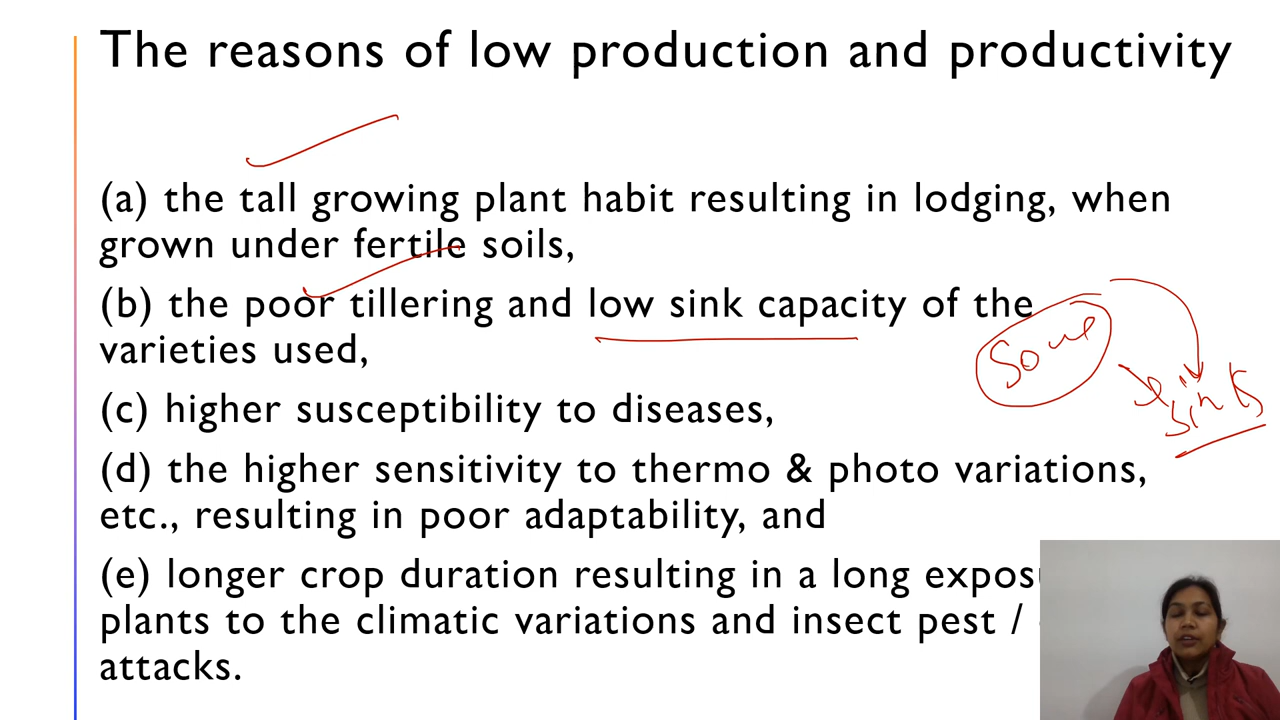 The reasons of low production and productivity
(a) the tall growing plant habit resulting in lodging, when
grown under fertile soils,
(b) the poor tillering and low sink capacity of the
varieties used,
Sink
(c) higher susceptibility to diseases,
(d) the higher sensitivity to thermo & photo variations,
etc., resulting in poor adaptability, and
(e) longer crop duration resulting in a long
plants to the climatic variations and insect pest /
attacks.